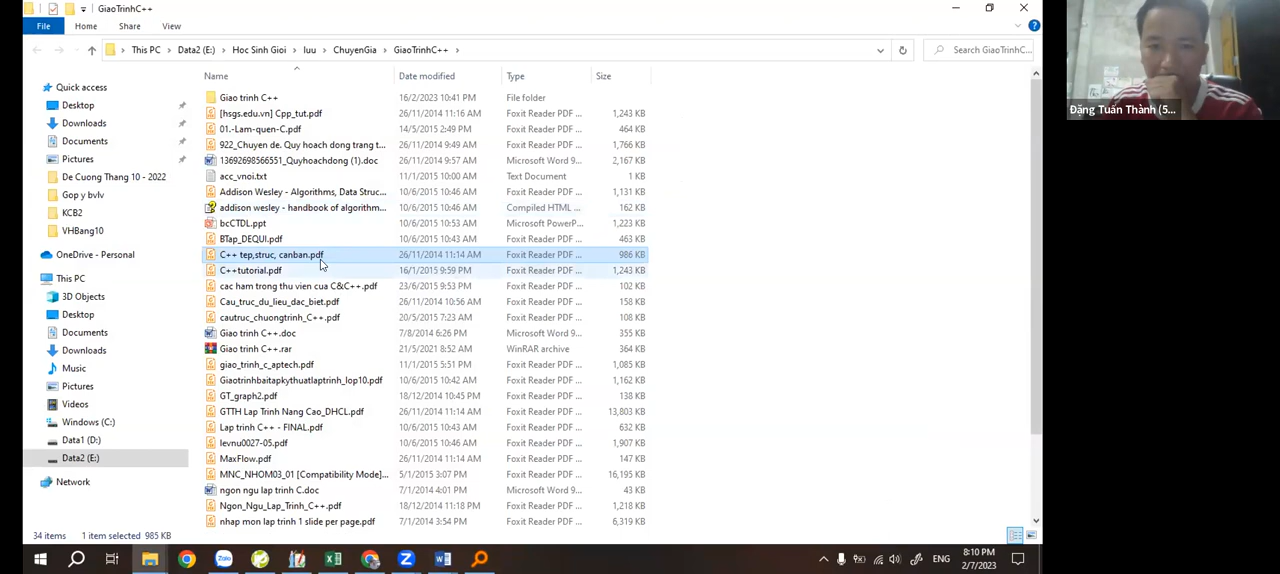 GiaoTrinhC++
File Home Share View
This PC Data2 (E:) Hoc Sinh Gioi luu ChuyenGia GiaoTrinhC++
Search GiaoTrinhC...
Đặng Tuấn Thành (5...
Name Date modified Type Size
Quick access
Desktop
Downloads
Documents
Pictures
De Cuong Thang 10 - 2022
Gop y bvlv
KCB2
VHBang10
OneDrive - Personal
This PC
3D Objects
Desktop
Documents
Downloads
Music
Pictures
Videos
Windows (C:)
Data1 (D:)
Data2 (E:)
Network
Giao trinh C++ 16/2/2023 10:41 PM File folder
[hsgs.edu.vn] Cpp_tut.pdf 26/11/2014 11:16 AM Foxit Reader PDF ... 1,243 KB
01.-Lam-quen-C.pdf 14/5/2015 2:49 PM Foxit Reader PDF ... 464 KB
922_Chuyen de. Quy hoach dong trang t... 26/11/2014 9:49 AM Foxit Reader PDF ... 1,766 KB
13692698566551_Quyhoachdong (1).doc 26/11/2014 9:57 AM Microsoft Word 9... 2,167 KB
acc_vnoi.txt 11/1/2015 10:00 AM Text Document 1 KB
Addison Wesley - Algorithms, Data Struc... 10/6/2015 10:46 AM Foxit Reader PDF ... 1,131 KB
addison wesley - handbook of algorithm... 10/6/2015 10:46 AM Compiled HTML ... 162 KB
bcCTDL.ppt 10/6/2015 10:53 AM Microsoft PowerP... 1,223 KB
BTap_DEQUI.pdf 10/6/2015 10:43 AM Foxit Reader PDF ... 463 KB
C++ tep,struc, canban.pdf 26/11/2014 11:14 AM Foxit Reader PDF ... 986 KB
C++tutorial.pdf 16/1/2015 9:59 PM Foxit Reader PDF ... 1,243 KB
cac ham trong thu vien cua C&C++.pdf 23/6/2015 9:53 PM Foxit Reader PDF ... 102 KB
Cau_truc_du_lieu_dac_biet.pdf 26/11/2014 10:56 AM Foxit Reader PDF ... 158 KB
cautruc_chuongtrinh_C++.pdf 20/5/2015 7:23 AM Foxit Reader PDF ... 108 KB
Giao trinh C++.doc 7/8/2014 6:26 PM Microsoft Word 9... 355 KB
Giao trinh C++.rar 21/5/2021 8:52 AM WinRAR archive 364 KB
giao_trinh_c_aptech.pdf 11/1/2015 5:51 PM Foxit Reader PDF ... 1,085 KB
Giaotrinhbaitapkythuatlaptrinh_lop10.pdf 10/6/2015 10:42 AM Foxit Reader PDF ... 1,162 KB
GT_graph2.pdf 18/12/2014 10:45 PM Foxit Reader PDF ... 138 KB
GTTH Lap Trinh Nang Cao_DHCL.pdf 26/11/2014 11:14 AM Foxit Reader PDF ... 13,803 KB
Lap trinh C++ - FINAL.pdf 10/6/2015 10:43 AM Foxit Reader PDF ... 632 KB
levnu0027-05.pdf 10/6/2015 10:46 AM Foxit Reader PDF ... 1,907 KB
MaxFlow.pdf 26/11/2014 11:14 AM Foxit Reader PDF ... 147 KB
MNC_NHOM03_01 [Compatibility Mode]... 5/1/2015 3:07 PM Foxit Reader PDF ... 16,195 KB
ngon ngu lap trinh C.doc 7/1/2014 4:01 PM Microsoft Word 9... 43 KB
Ngon_Ngu_Lap_Trinh_C++.pdf 18/12/2014 11:18 PM Foxit Reader PDF ... 1,218 KB
nhap mon lap trinh 1 slide per page.pdf 7/1/2014 3:54 PM Foxit Reader PDF ... 6,319 KB
34 items 1 item selected 985 KB
Zalo
ENG
8:10 PM
2/7/2023